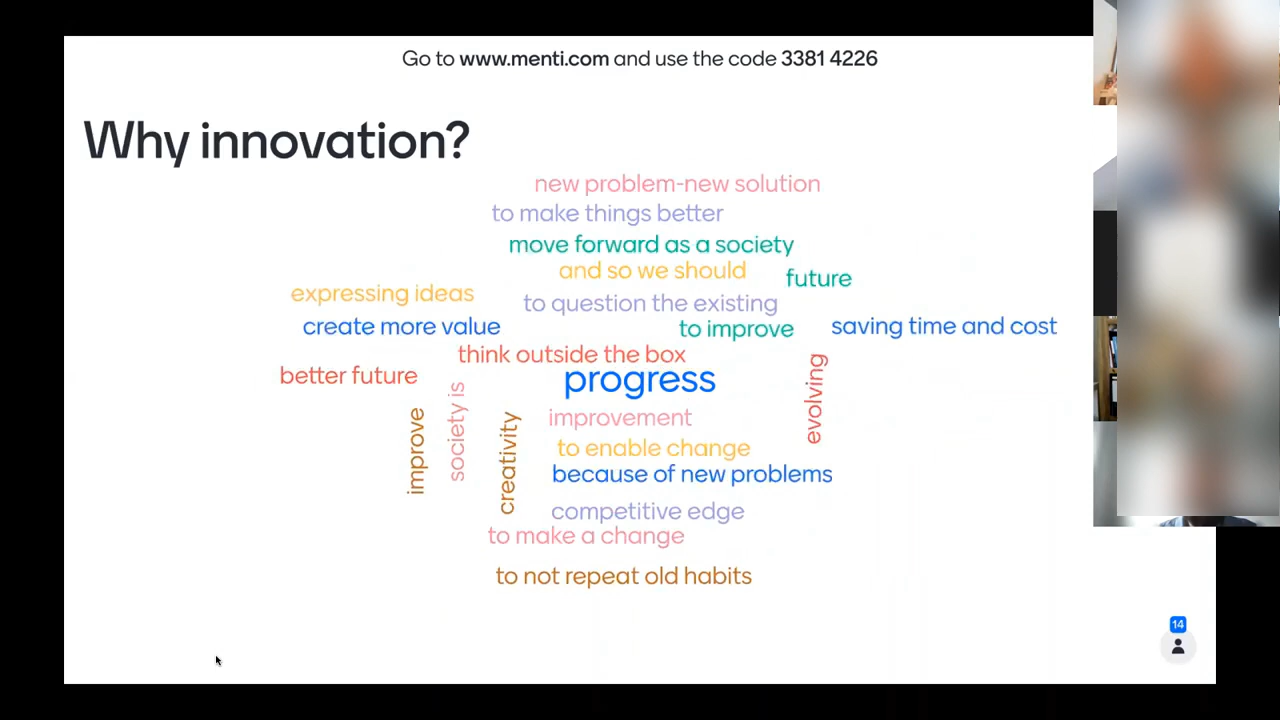 Go to www.menti.com and use the code 3381 4226
Why innovation?
new problem-new solution
to make things better
move forward as a society
and so we should
future
expressing ideas
to question the existing
create more value
to improve
saving time and cost
think outside the box
better future
progress
evolving
society is
improve
creativity
improvement
to enable change
because of new problems
competitive edge
to make a change
to not repeat old habits
14